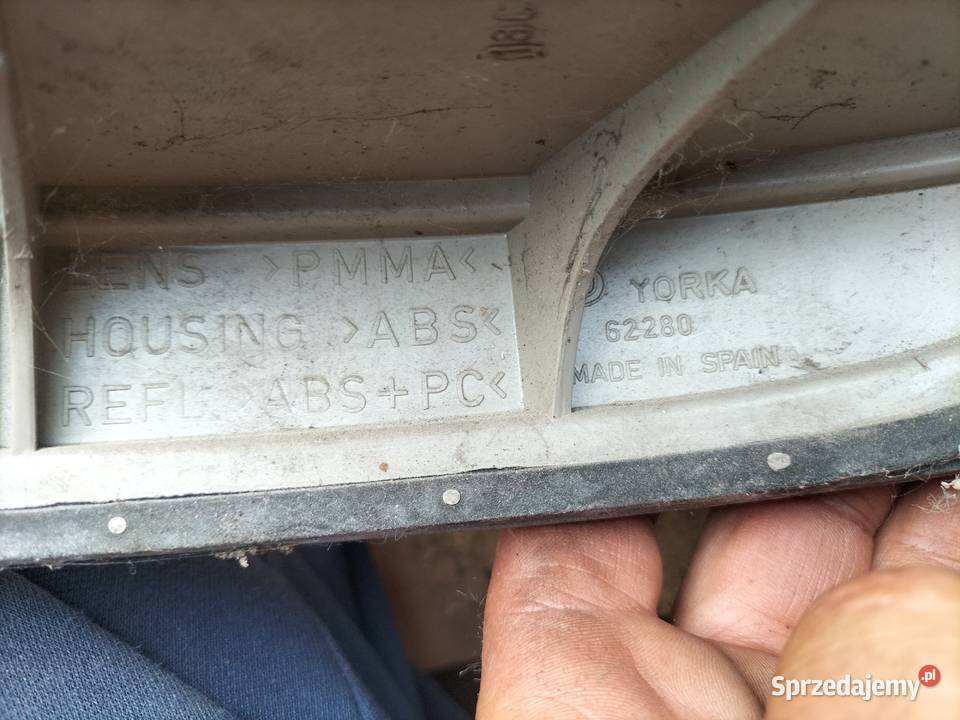 LENS >PMMA<
HOUSING >ABS<
REFL >ABS+PC<
YORKA
62280
MADE IN SPAIN
Sprzedajemy.pl